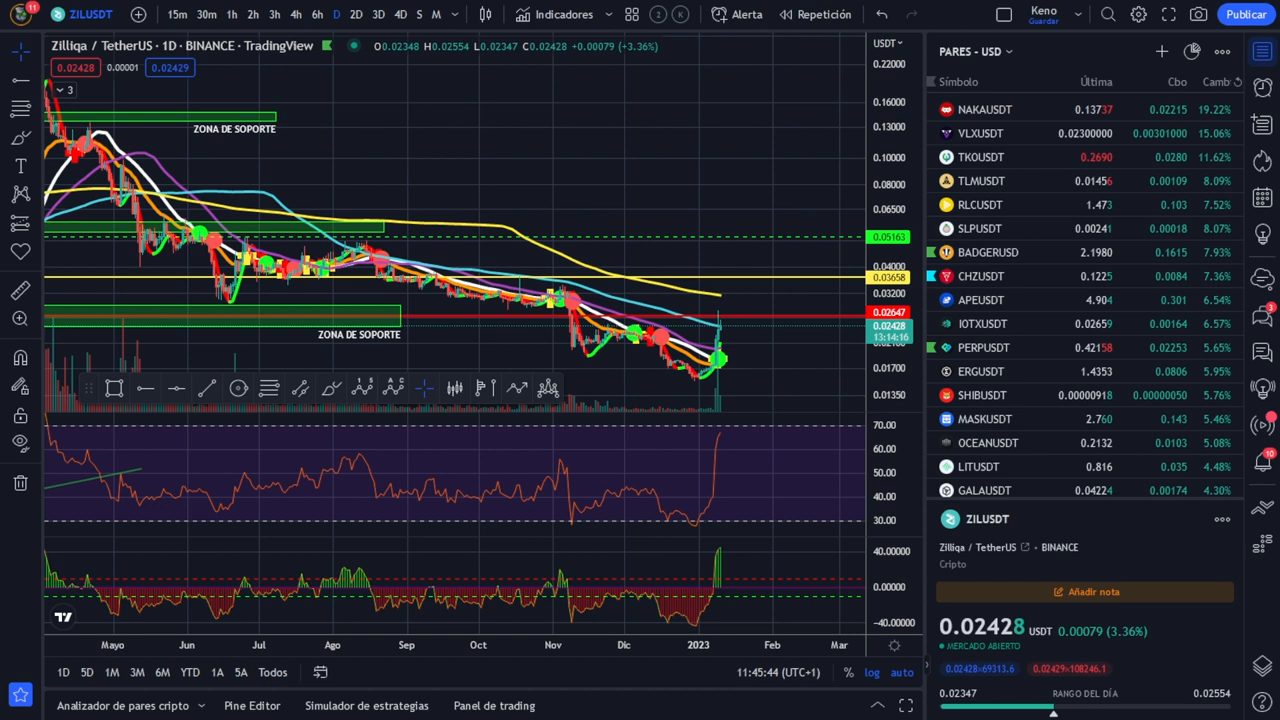 11
ZILUSDT
15m 30m 1h 2h 3h 4h 6h D 2D 3D 4D S M
Indicadores
2 K
Alerta
Repetición
Keno
Guardar
Publicar
Zilliqa / TetherUS · 1D · BINANCE · TradingView
O0.02348 H0.02554 L0.02347 C0.02428 +0.00079 (+3.36%)
0.02428 0.00001 0.02429
3
ZONA DE SOPORTE
ZONA DE SOPORTE
USDT
0.22000
0.16000
0.13000
0.10000
0.08000
0.06500
0.05163
0.04000
0.03658
0.03200
0.02647
0.02428
13:14:16
0.01700
0.01350
70.00
60.00
50.00
40.00
30.00
40.00000
0.00000
-40.00000
Mayo Jun Jul Ago Sep Oct Nov Dic 2023 Feb Mar
1D 5D 1M 3M 6M YTD 1A 5A Todos
11:45:44 (UTC+1)
% log auto
Analizador de pares cripto
Pine Editor
Simulador de estrategias
Panel de trading
PARES - USD
Símbolo Última Cbo Camb
NAKAUSDT 0.13737 0.02215 19.22%
VLXUSDT 0.02300000 0.00301000 15.06%
TKOUSDT 0.2690 0.0280 11.62%
TLMUSDT 0.01456 0.00109 8.09%
RLCUSDT 1.473 0.103 7.52%
SLPUSDT 0.00241 0.00018 8.07%
BADGERUSD 2.1980 0.1615 7.93%
CHZUSDT 0.1225 0.0084 7.36%
APEUSDT 4.904 0.301 6.54%
IOTXUSDT 0.02659 0.00164 6.57%
PERPUSDT 0.42158 0.02253 5.65%
ERGUSDT 1.4353 0.0806 5.95%
SHIBUSDT 0.00000918 0.00000050 5.76%
MASKUSDT 2.760 0.143 5.46%
OCEANUSDT 0.2132 0.0103 5.08%
LITUSDT 0.816 0.035 4.48%
GALAUSDT 0.04224 0.00174 4.30%
ZILUSDT
Zilliqa / TetherUS · BINANCE
Cripto
Añadir nota
0.02428 USDT 0.00079 (3.36%)
MERCADO ABIERTO
0.02428×69313.6 0.02429×108246.1
0.02347 RANGO DEL DÍA 0.02554
3
10